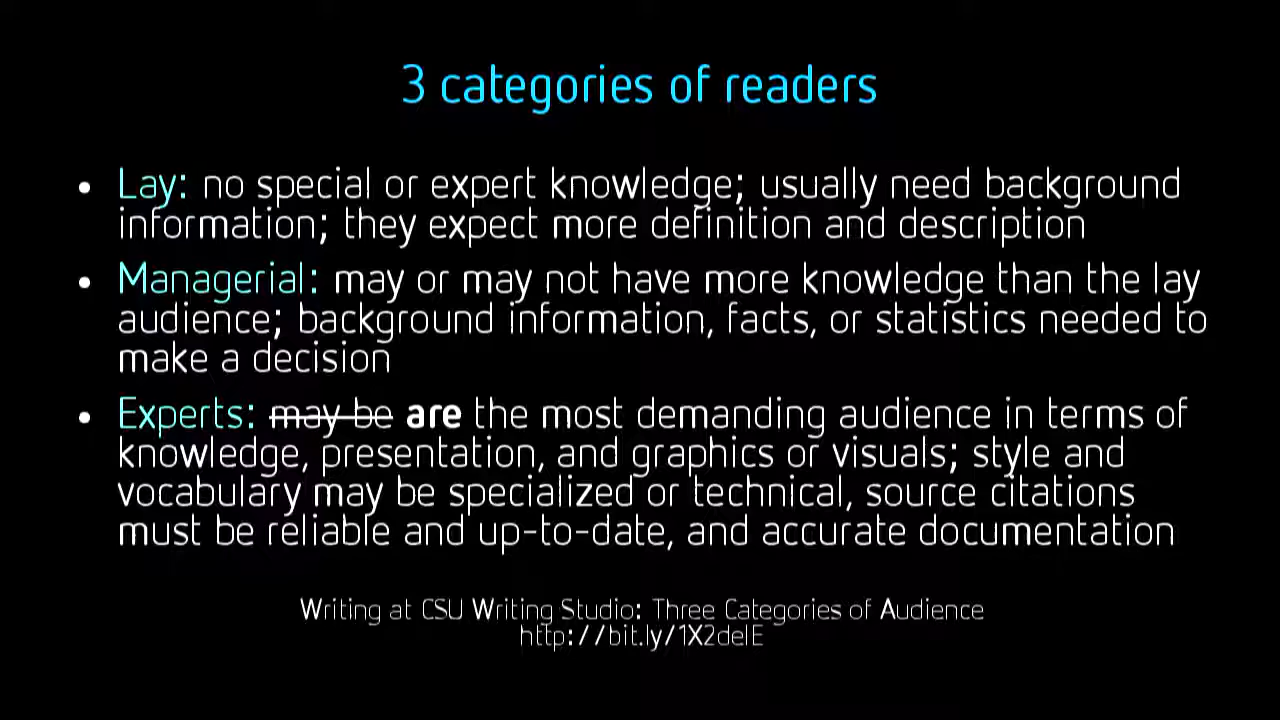 3 categories of readers
• Lay: no special or expert knowledge; usually need background
information; they expect more definition and description
• Managerial: may or may not have more knowledge than the lay
audience; background information, facts, or statistics needed to
make a decision
• Experts: may be are the most demanding audience in terms of
knowledge, presentation, and graphics or visuals; style and
vocabulary may be specialized or technical, source citations
must be reliable and up-to-date, and accurate documentation
Writing at CSU Writing Studio: Three Categories of Audience
http://bit.ly/1X2delE